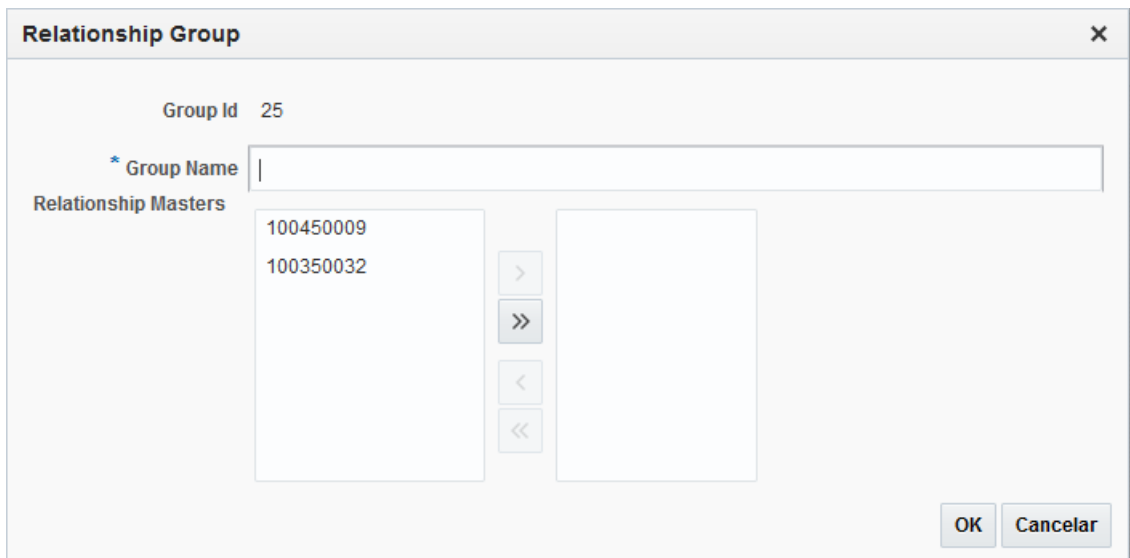 Relationship Group
Group Id 25
* Group Name
Relationship Masters
100450009
100350032
OK Cancelar